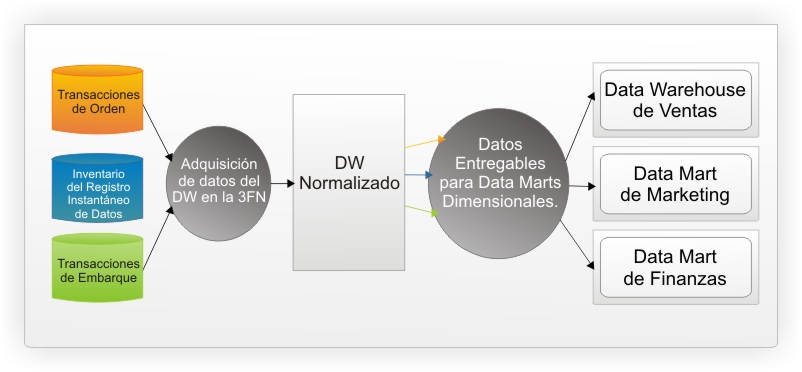 Transacciones
de Orden
Inventario
del Registro
Instantáneo
de Datos
Transacciones
de Embarque
Adquisición
de datos del
DW en la 3FN
DW
Normalizado
Datos
Entregables
para Data Marts
Dimensionales.
Data Warehouse
de Ventas
Data Mart
de Marketing
Data Mart
de Finanzas